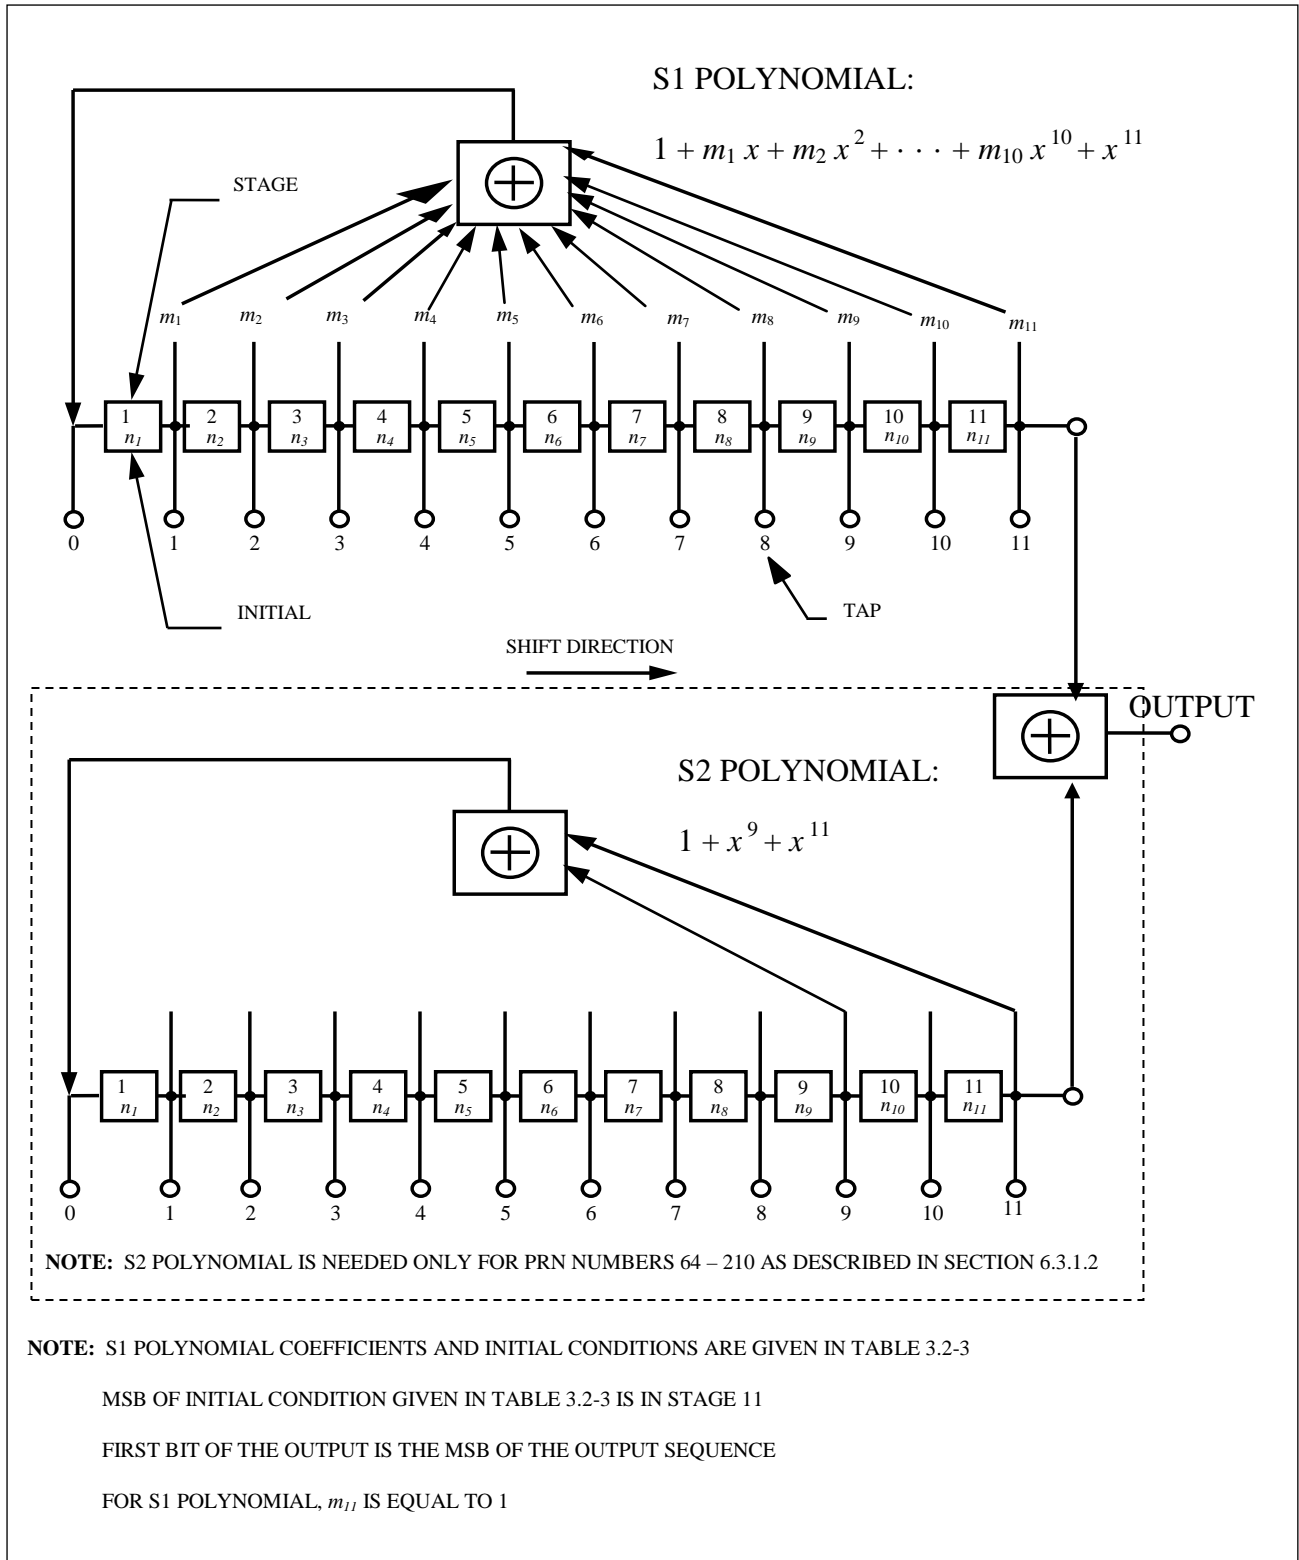 S1 POLYNOMIAL:
1 + m₁ x + m₂ x² + · · · + m₁₀ x¹⁰ + x¹¹
STAGE
m₁ m₂ m₃ m₄ m₅ m₆ m₇ m₈ m₉ m₁₀ m₁₁
1 2 3 4 5 6 7 8 9 10 11
n₁ n₂ n₃ n₄ n₅ n₆ n₇ n₈ n₉ n₁₀ n₁₁
0 1 2 3 4 5 6 7 8 9 10 11
INITIAL
TAP
SHIFT DIRECTION
OUTPUT
S2 POLYNOMIAL:
1 + x⁹ + x¹¹
1 2 3 4 5 6 7 8 9 10 11
n₁ n₂ n₃ n₄ n₅ n₆ n₇ n₈ n₉ n₁₀ n₁₁
0 1 2 3 4 5 6 7 8 9 10 11
NOTE: S2 POLYNOMIAL IS NEEDED ONLY FOR PRN NUMBERS 64 – 210 AS DESCRIBED IN SECTION 6.3.1.2
NOTE: S1 POLYNOMIAL COEFFICIENTS AND INITIAL CONDITIONS ARE GIVEN IN TABLE 3.2-3
MSB OF INITIAL CONDITION GIVEN IN TABLE 3.2-3 IS IN STAGE 11
FIRST BIT OF THE OUTPUT IS THE MSB OF THE OUTPUT SEQUENCE
FOR S1 POLYNOMIAL, m₁₁ IS EQUAL TO 1